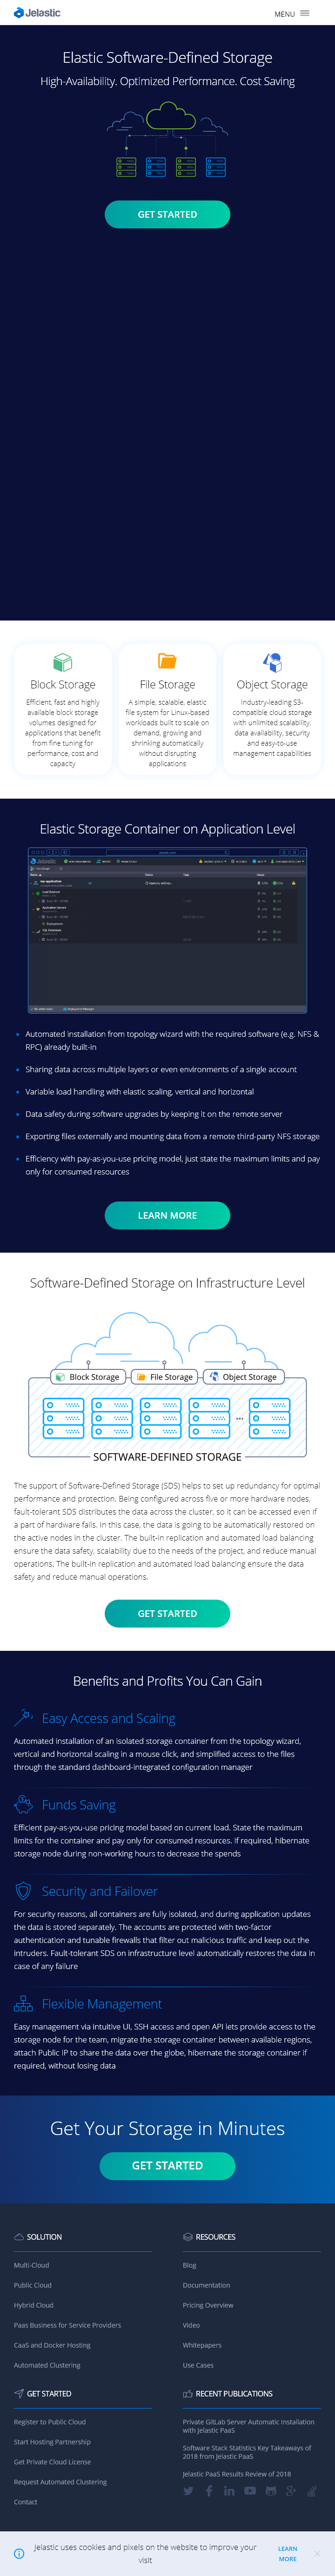 Jelastic
MENU
Elastic Software-Defined Storage
High-Availability. Optimized Performance. Cost Saving
GET STARTED
Block Storage
Efficient, fast and highly
available block storage
volumes designed for
applications that benefit
from fine tuning for
performance, cost and
capacity
File Storage
A simple, scalable, elastic
file system for Linux-based
workloads built to scale on
demand, growing and
shrinking automatically
without disrupting
applications
Object Storage
Industry-leading S3-
compatible cloud storage
with unlimited scalability,
data availability, security
and easy-to-use
management capabilities
Elastic Storage Container on Application Level
Jelastic
Automated installation from topology wizard with the required software (e.g. NFS &
RPC) already built-in
Sharing data across multiple layers or even environments of a single account
Variable load handling with elastic scaling, vertical and horizontal
Data safety during software upgrades by keeping it on the remote server
Exporting files externally and mounting data from a remote third-party NFS storage
Efficiency with pay-as-you-use pricing model, just state the maximum limits and pay
only for consumed resources
LEARN MORE
Software-Defined Storage on Infrastructure Level
Block Storage File Storage Object Storage
SOFTWARE-DEFINED STORAGE
The support of Software-Defined Storage (SDS) helps to set up redundancy for optimal
performance and protection. Being configured across five or more hardware nodes,
fault-tolerant SDS distributes the data across the cluster, so it can be accessed even if
a part of hardware fails. In this case, the data is going to be automatically restored to
the active nodes in the cluster. The built-in replication and automated load balancing
ensure the data safety, scalability due to the needs of the project, and reduce manual
operations. The built-in replication and automated load balancing ensure the data
safety and reduce manual operations.
GET STARTED
Benefits and Profits You Can Gain
Easy Access and Scaling
Automated installation of an isolated storage container from the topology wizard,
vertical and horizontal scaling in a mouse click, and simplified access to the files
through the standard dashboard-integrated configuration manager
Funds Saving
Efficient pay-as-you-use pricing model based on current load. State the maximum
limits for the container and pay only for consumed resources. If required, hibernate
storage node during non-working hours to decrease the spends
Security and Failover
For security reasons, all containers are fully isolated, and during application updates
the data is stored separately. The accounts are protected with two-factor
authentication and tunable firewalls that filter out malicious traffic and keep out the
intruders. Fault-tolerant SDS on infrastructure level automatically restores the data in
case of any failure
Flexible Management
Easy management via intuitive UI, SSH access and open API lets provide access to the
storage node for the team, migrate the storage container between available regions,
attach Public IP to share the data over the globe, hibernate the storage container if
required, without losing data
Get Your Storage in Minutes
GET STARTED
SOLUTION
Multi-Cloud
Public Cloud
Hybrid Cloud
Paas Business for Service Providers
CaaS and Docker Hosting
Automated Clustering
RESOURCES
Blog
Documentation
Pricing Overview
Video
Whitepapers
Use Cases
GET STARTED
Register to Public Cloud
Start Hosting Partnership
Get Private Cloud License
Request Automated Clustering
Contact
RECENT PUBLICATIONS
Private GitLab Server Automatic Installation
with Jelastic PaaS
Software Stack Statistics Key Takeaways of
2018 from Jelastic PaaS
Jelastic PaaS Results Review of 2018
Jelastic uses cookies and pixels on the website to improve your
visit
LEARN
MORE